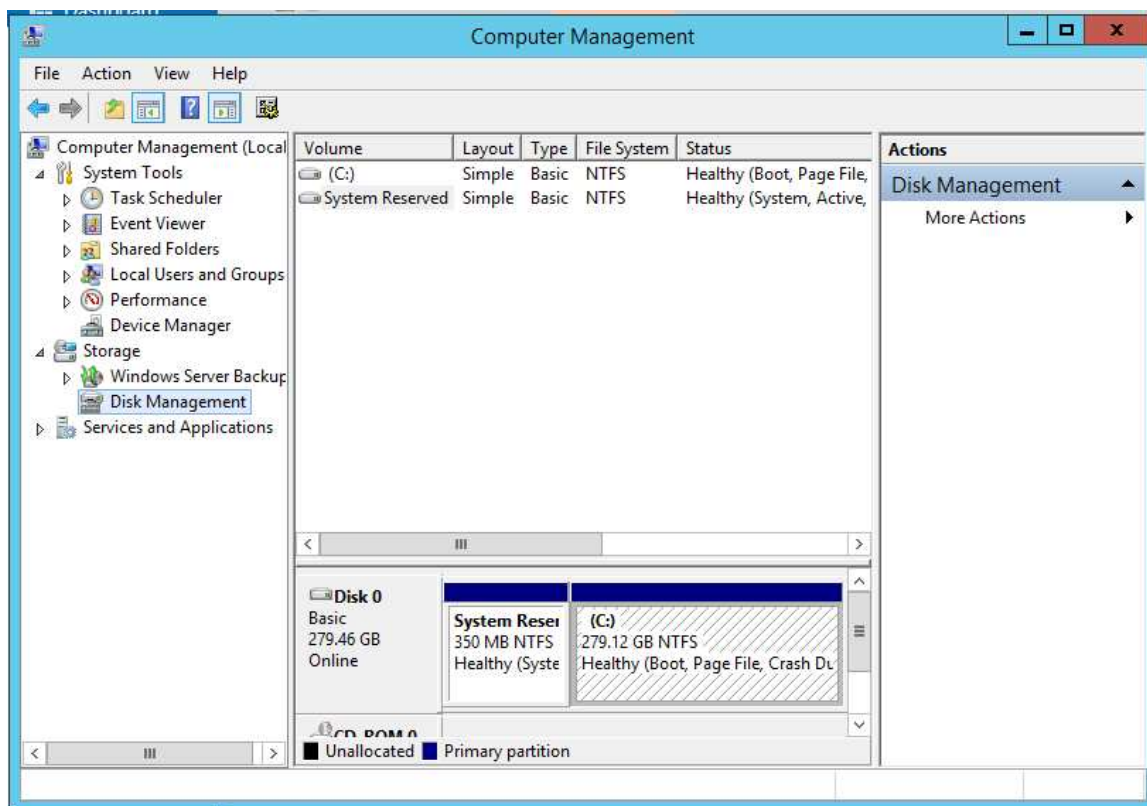 Dashboard
Computer Management
File Action View Help
Computer Management (Local
System Tools
Task Scheduler
Event Viewer
Shared Folders
Local Users and Groups
Performance
Device Manager
Storage
Windows Server Backup
Disk Management
Services and Applications
Volume Layout Type File System Status
(C:) Simple Basic NTFS Healthy (Boot, Page File,
System Reserved Simple Basic NTFS Healthy (System, Active,
Disk 0
Basic
279.46 GB
Online
System Reser
350 MB NTFS
Healthy (Syste
(C:)
279.12 GB NTFS
Healthy (Boot, Page File, Crash Du
CD-ROM 0
Unallocated Primary partition
Actions
Disk Management
More Actions